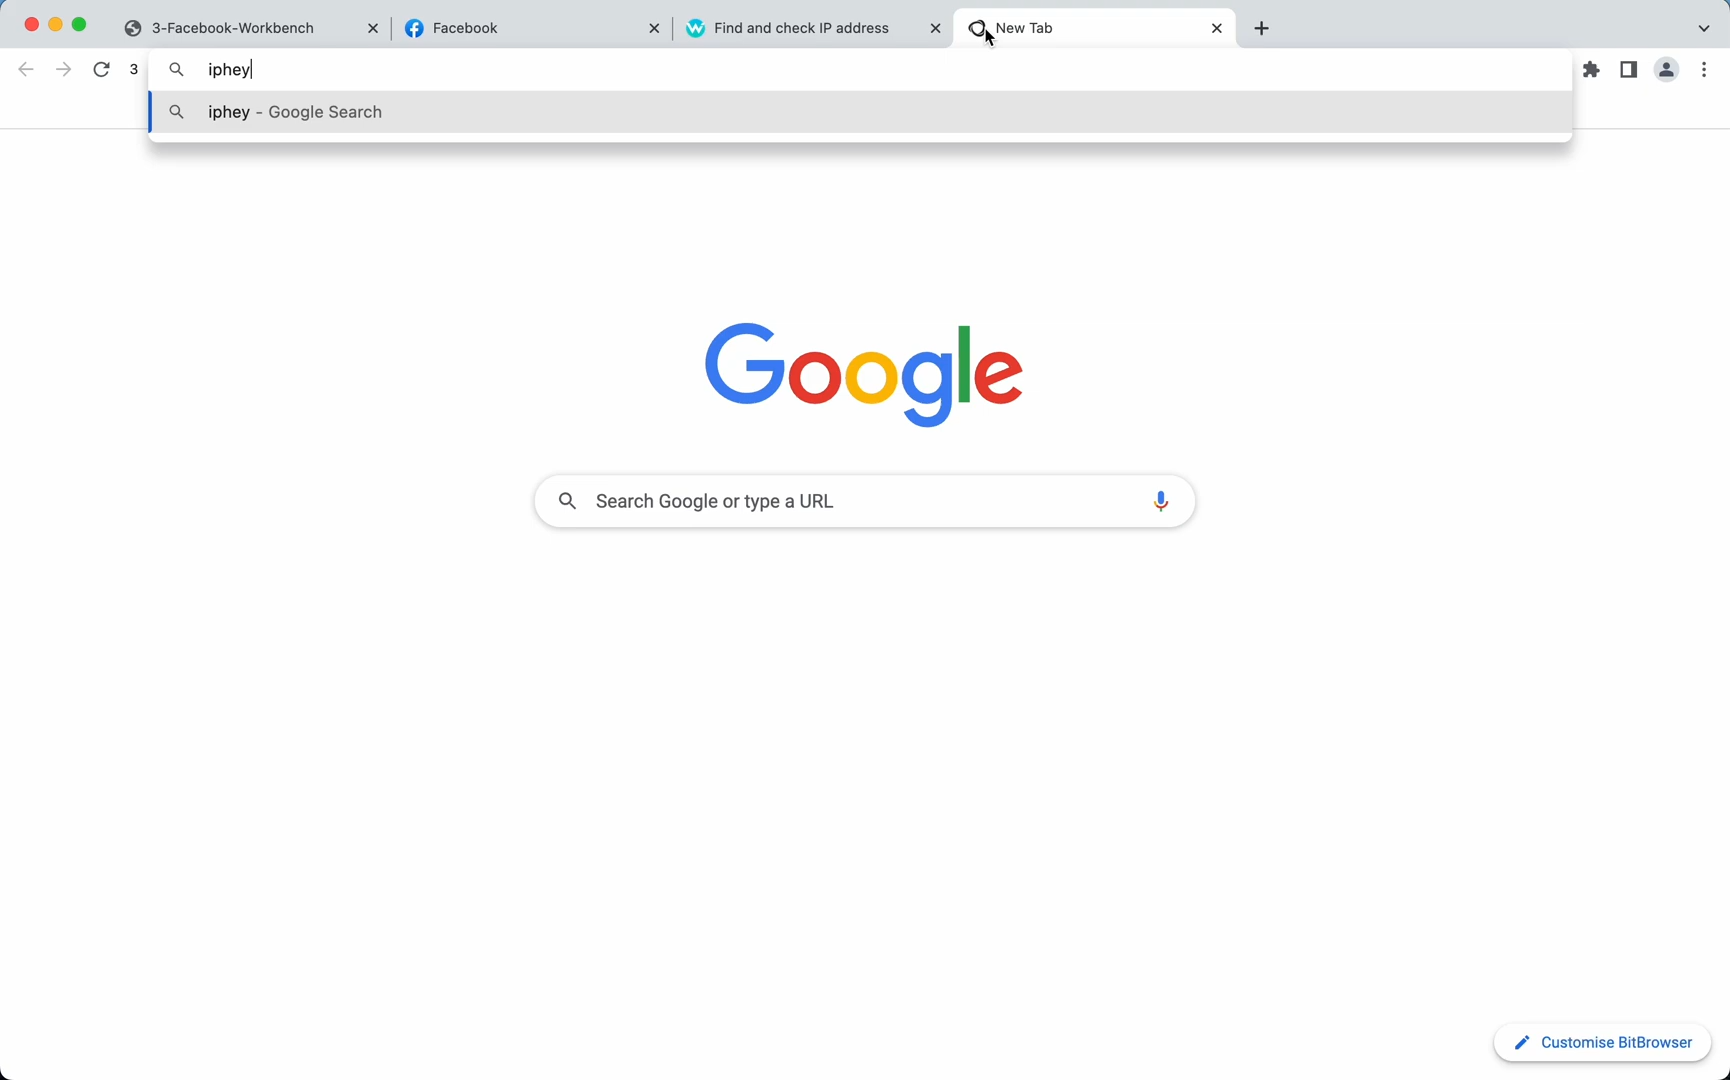 3-Facebook-Workbench
Facebook
Find and check IP address
New Tab
3
iphey
iphey - Google Search
Google
Search Google or type a URL
Customise BitBrowser